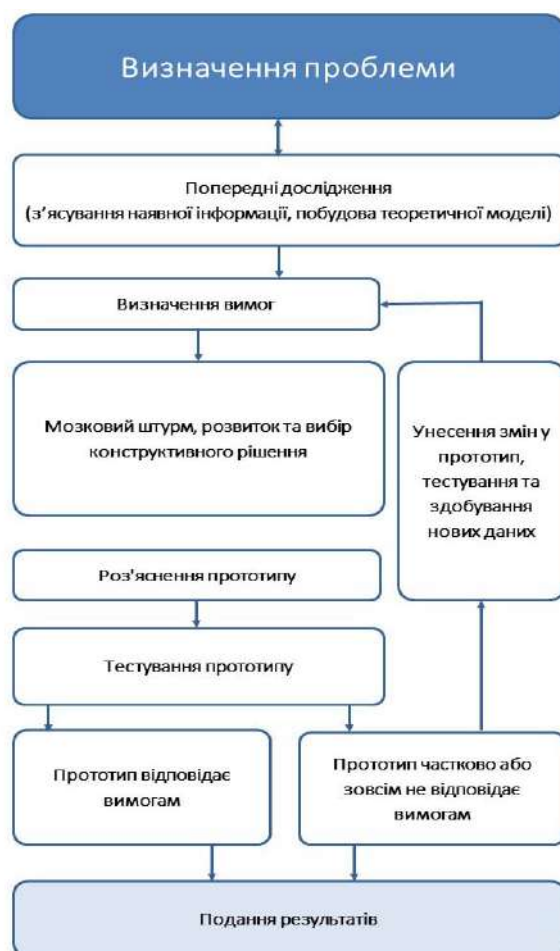 Визначення проблеми
Попередні дослідження
(з’ясування наявної інформації, побудова теоретичної моделі)
Визначення вимог
Мозковий штурм, розвиток та вибір
конструктивного рішення
Унесення змін у
прототип,
тестування та
здобування
нових даних
Роз'яснення прототипу
Тестування прототипу
Прототип відповідає
вимогам
Прототип частково або
зовсім не відповідає
вимогам
Подання результатів